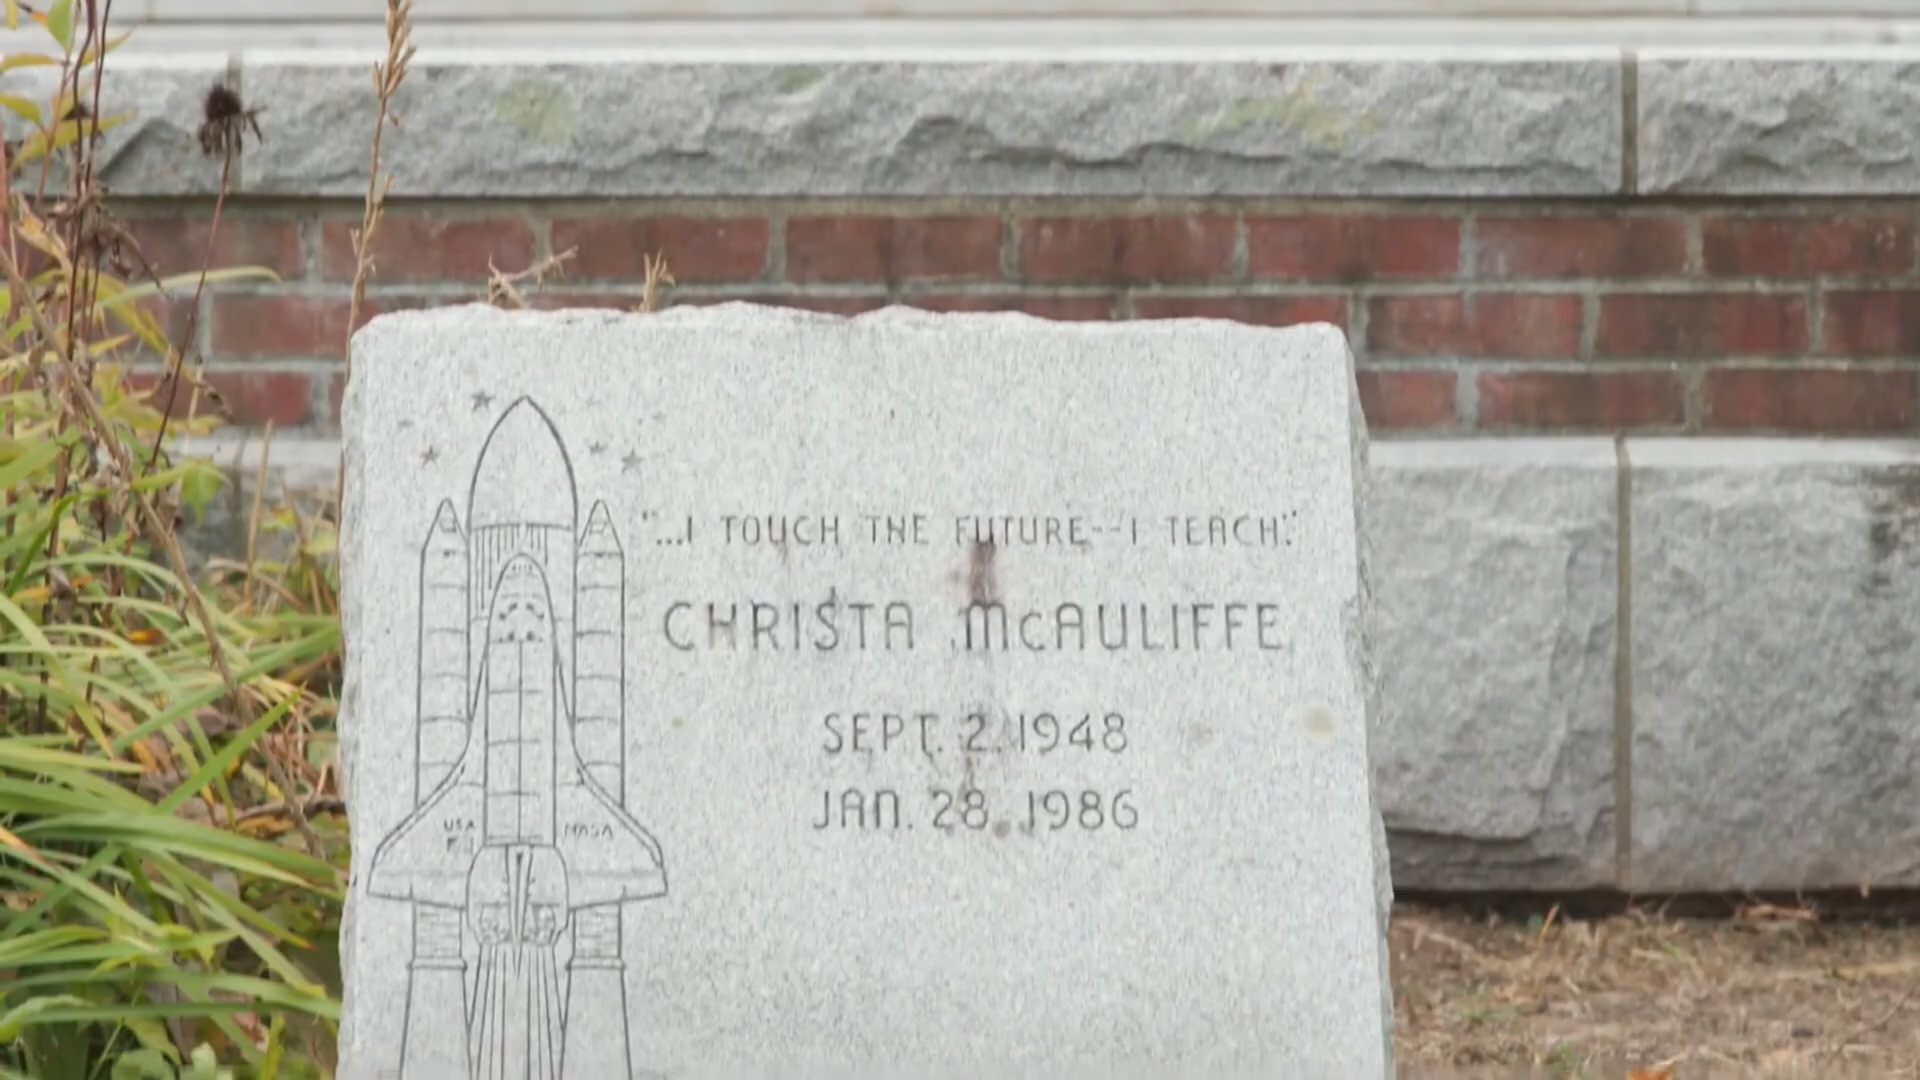 "...I TOUCH THE FUTURE--I TEACH."
CHRISTA McAULIFFE
SEPT. 2, 1948
JAN. 28, 1986
USA
NASA